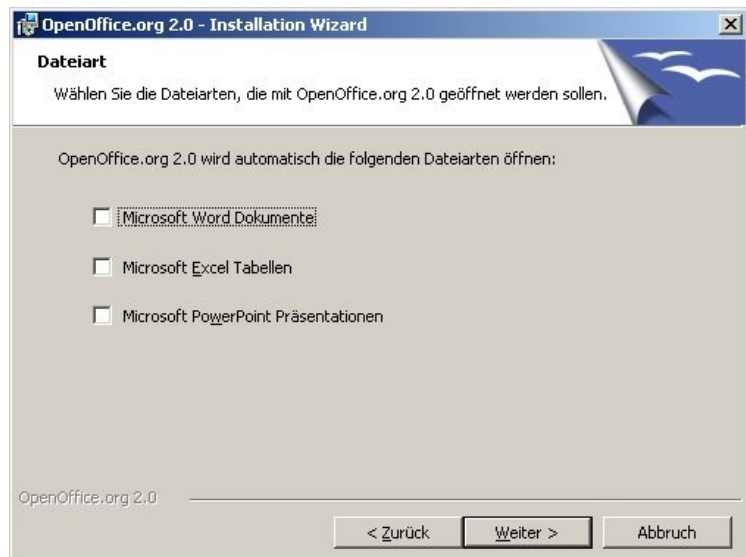 OpenOffice.org 2.0 - Installation Wizard
Dateiart
Wählen Sie die Dateiarten, die mit OpenOffice.org 2.0 geöffnet werden sollen.
OpenOffice.org 2.0 wird automatisch die folgenden Dateiarten öffnen:
Microsoft Word Dokumente
Microsoft Excel Tabellen
Microsoft PowerPoint Präsentationen
OpenOffice.org 2.0
< Zurück
Weiter >
Abbruch